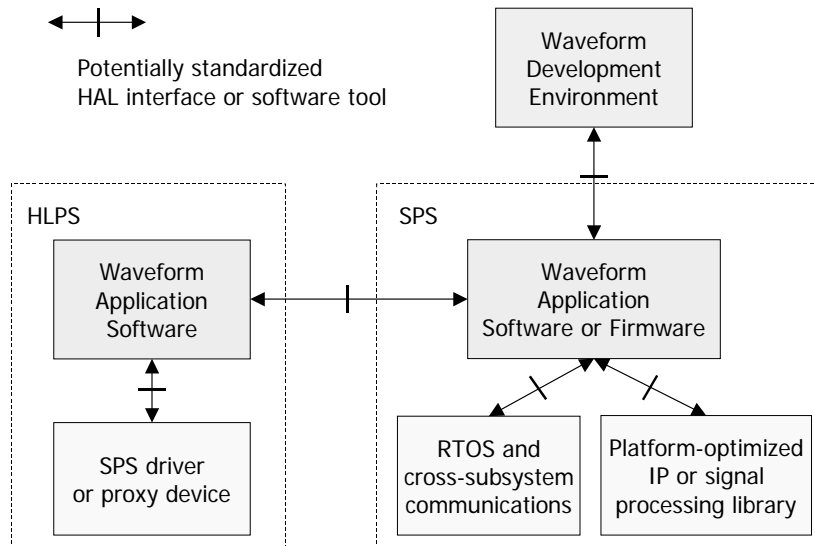 Potentially standardized
HAL interface or software tool
Waveform
Development
Environment
HLPS
Waveform
Application
Software
SPS driver
or proxy device
SPS
Waveform
Application
Software or Firmware
RTOS and
cross-subsystem
communications
Platform-optimized
IP or signal
processing library